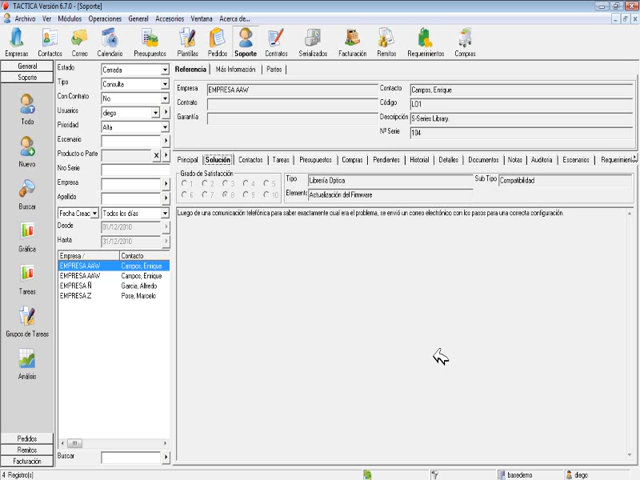 TACTICA Versión 6.7.0 - [Soporte]
Archivo Ver Módulos Operaciones General Accesorios Ventana Acerca de...
Empresas Contactos Correo Calendario Presupuestos Plantillas Pedidos Soporte Contratos Serializados Facturación Remitos Requerimientos Compras
General
Soporte
Todo
Nuevo
Buscar
Gráfica
Tareas
Grupo de Tareas
Análisis
Pedidos
Remitos
Facturación
Estado Cerrada
Tipo Consulta
Con Contrato No
Usuarios diego
Prioridad Alta
Escenario
Producto o Parte X
Nro Serie
Empresa
Apellido
Fecha Creac Todos los días
Desde 01/12/2010
Hasta 31/12/2010
Empresa / Contacto
EMPRESA AAW Campos, Enrique
EMPRESA AAW Campos, Enrique
EMPRESA Ñ Garcia, Alfredo
EMPRESA Z Pose, Marcelo
Buscar
Referencia Más Información Partes
Empresa EMPRESA AAW Contacto Campos, Enrique
Contrato Código LO1
Garantía Descripción S-Series Library.
Nº Serie 104
Principal Solución Contactos Tareas Presupuestos Compras Pendientes Historial Detalles Documentos Notas Auditoria Escenarios Requerimient
Grado de Satisfacción
1 2 3 4 5
6 7 8 9 10
Tipo Librería Optica Sub Tipo Compatibilidad
Elemento Actualización del Firmware
Luego de una comunicación telefónica para saber exactamente cual era el problema, se envió un correo electrónico con los pasos para una correcta configuración.
4 Registro(s) basedemo diego